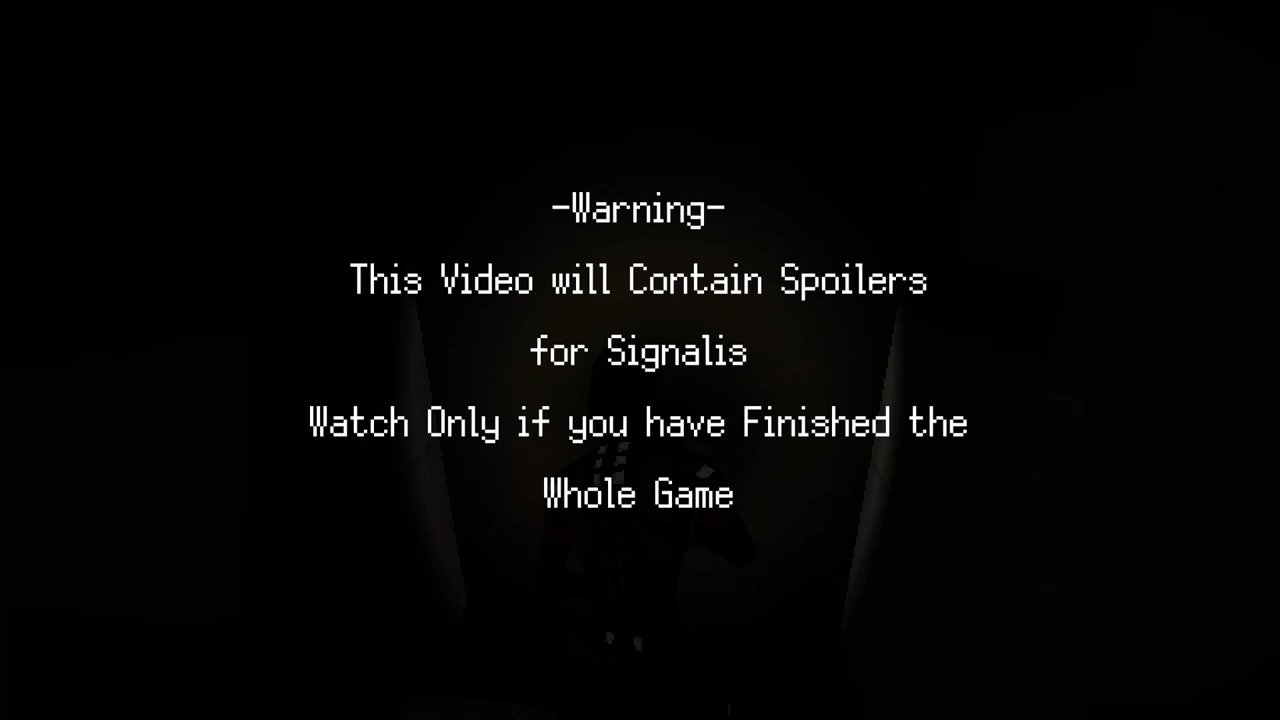 -Warning-
This Video will Contain Spoilers
for Signalis
Watch Only if you have Finished the
Whole Game